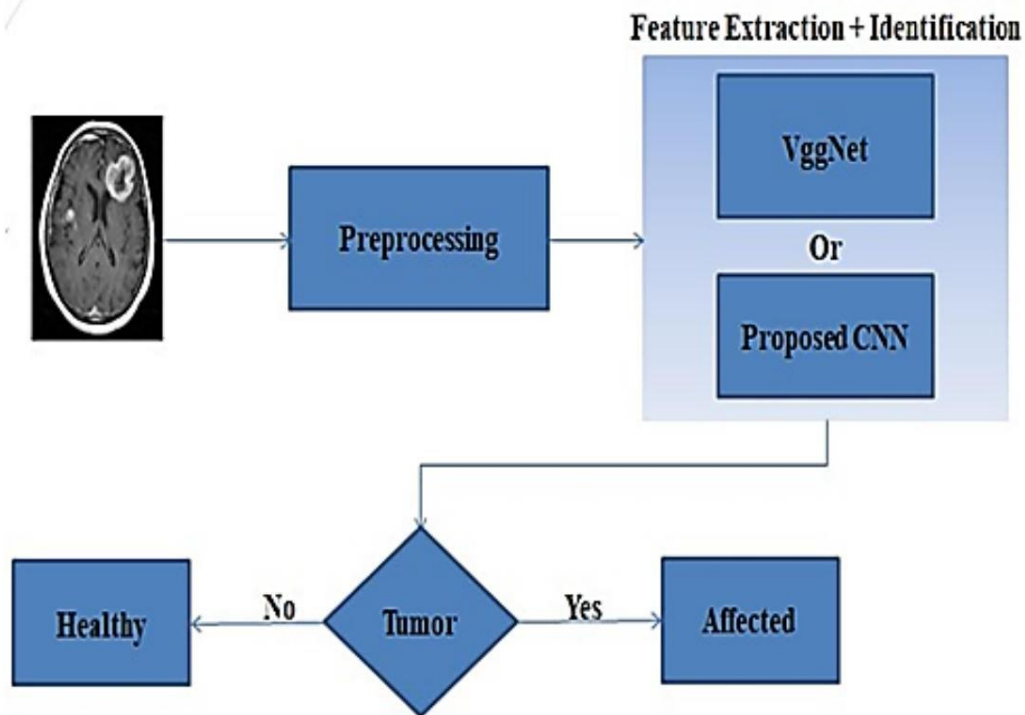 Feature Extraction + Identification
VggNet
Preprocessing
Or
Proposed CNN
Healthy
No
Tumor
Yes
Affected